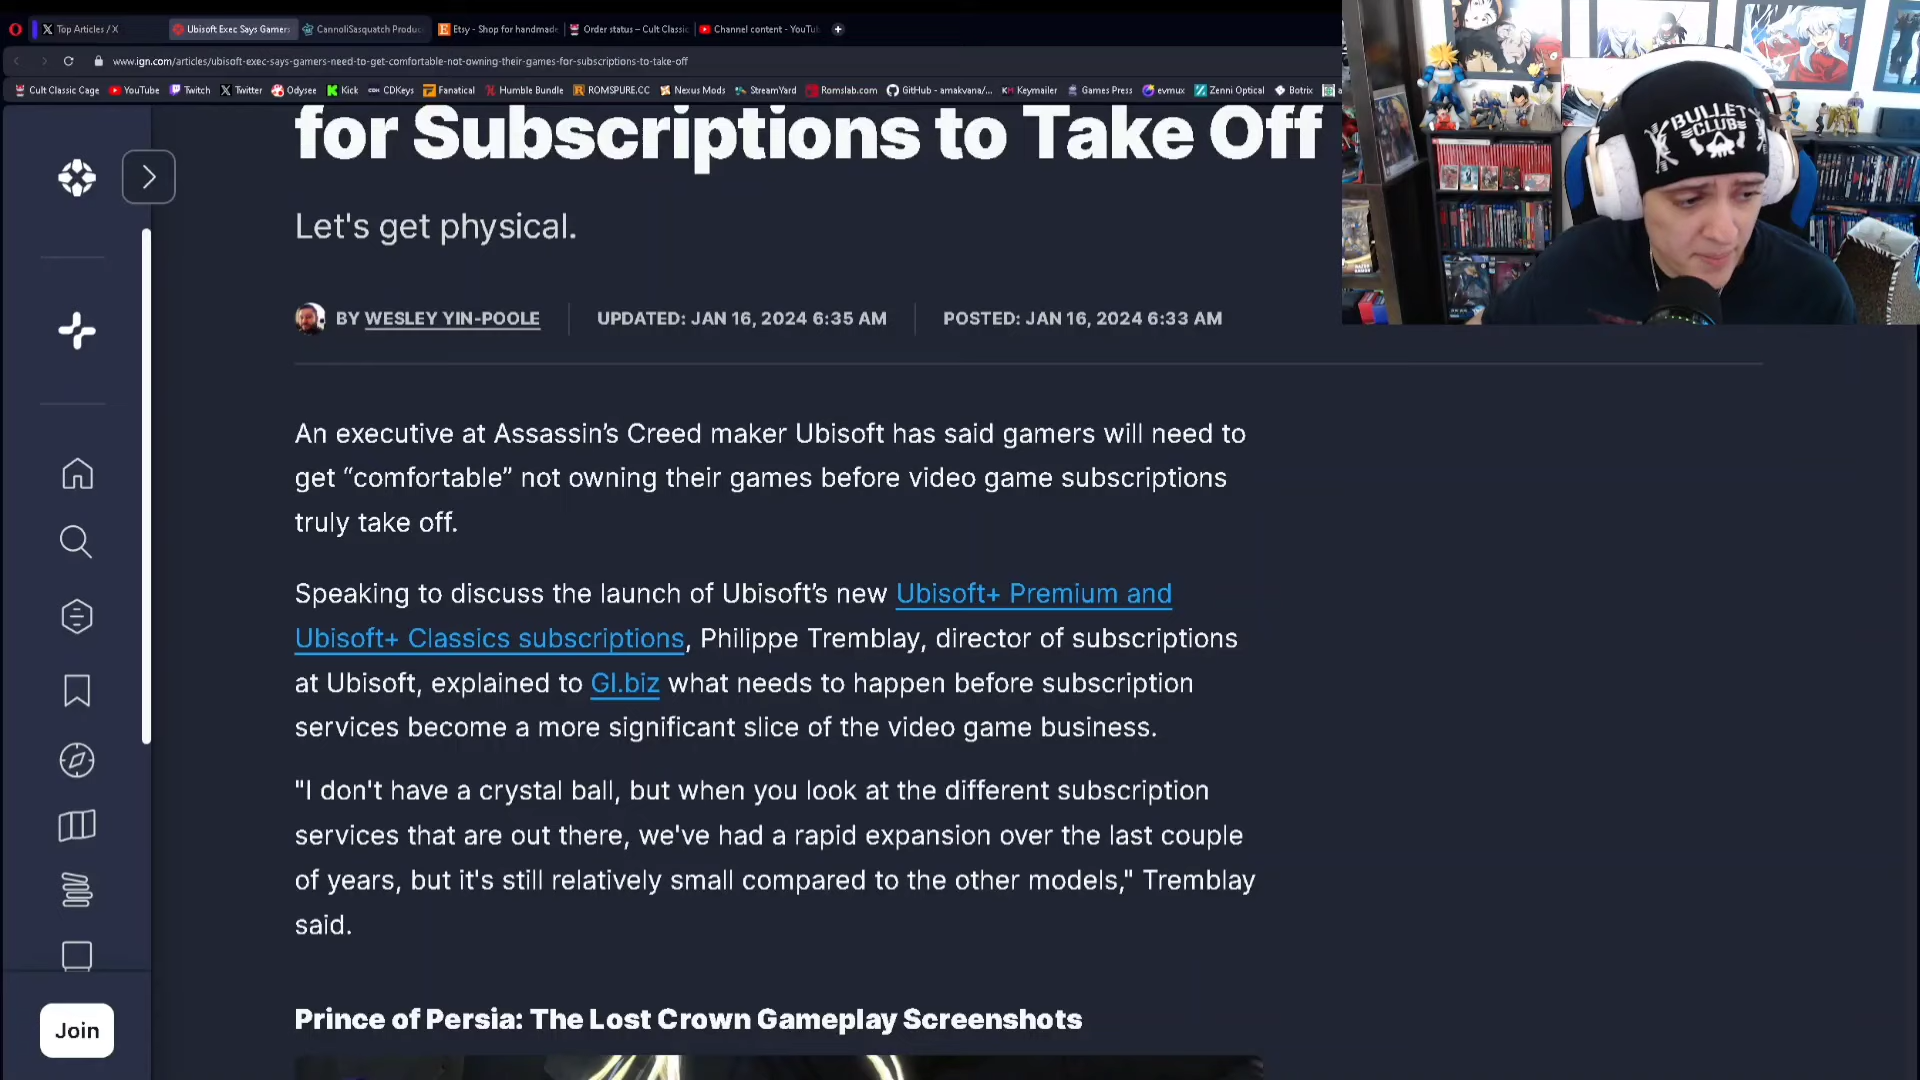 Top Articles / X
Ubisoft Exec Says Gamers
CannoliSasquatch Produc
Etsy - Shop for handmade
Order status – Cult Classic
Channel content - YouTu
www.ign.com/articles/ubisoft-exec-says-gamers-need-to-get-comfortable-not-owning-their-games-for-subscriptions-to-take-off
Cult Classic Cage YouTube Twitch Twitter Odysee Kick CDKeys Fanatical Humble Bundle ROMSPURE.CC Nexus Mods StreamYard Romslab.com GitHub - amakvana/... Keymailer Games Press evmux Zenni Optical Botrix
BULLET
CLUB
for Subscriptions to Take Off
Let's get physical.
BY WESLEY YIN-POOLE
UPDATED: JAN 16, 2024 6:35 AM
POSTED: JAN 16, 2024 6:33 AM
An executive at Assassin’s Creed maker Ubisoft has said gamers will need to
get “comfortable” not owning their games before video game subscriptions
truly take off.
Speaking to discuss the launch of Ubisoft’s new Ubisoft+ Premium and
Ubisoft+ Classics subscriptions, Philippe Tremblay, director of subscriptions
at Ubisoft, explained to GI.biz what needs to happen before subscription
services become a more significant slice of the video game business.
"I don't have a crystal ball, but when you look at the different subscription
services that are out there, we've had a rapid expansion over the last couple
of years, but it's still relatively small compared to the other models," Tremblay
said.
Prince of Persia: The Lost Crown Gameplay Screenshots
Join